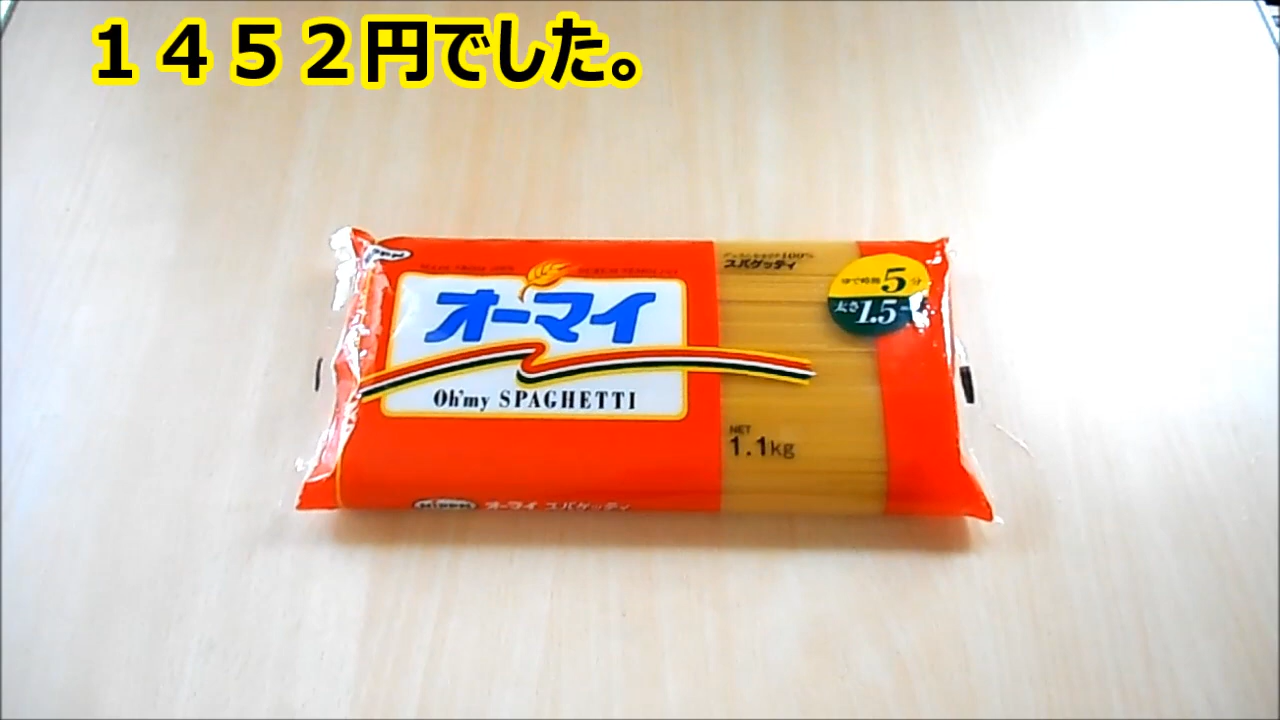 １４５２円でした。
オーマイ
Oh'my SPAGHETTI
100%
スパゲッティ
ゆで時間5分
太さ1.5
NET
1.1kg
NIPPN オーマイ スパゲッティ